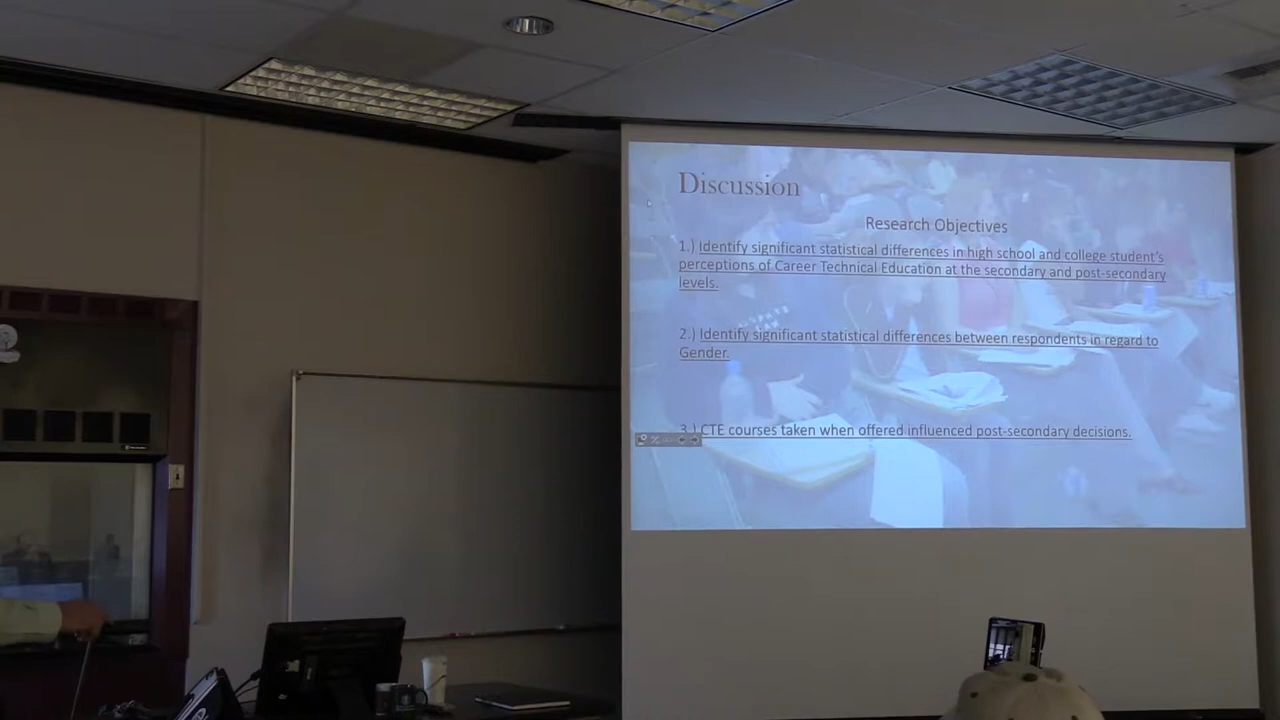 Discussion
Research Objectives
1.) Identify significant statistical differences in high school and college student's
perceptions of Career Technical Education at the secondary and post-secondary
levels.
2.) Identify significant statistical differences between respondents in regard to
Gender.
3.) CTE courses taken when offered influenced post-secondary decisions.